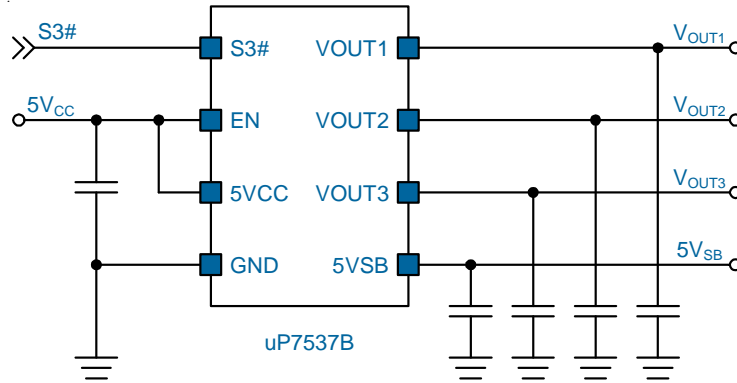 S3#
S3#
VOUT1
VOUT1
5VCC
EN
VOUT2
VOUT2
5VCC
VOUT3
VOUT3
GND
5VSB
5VSB
uP7537B